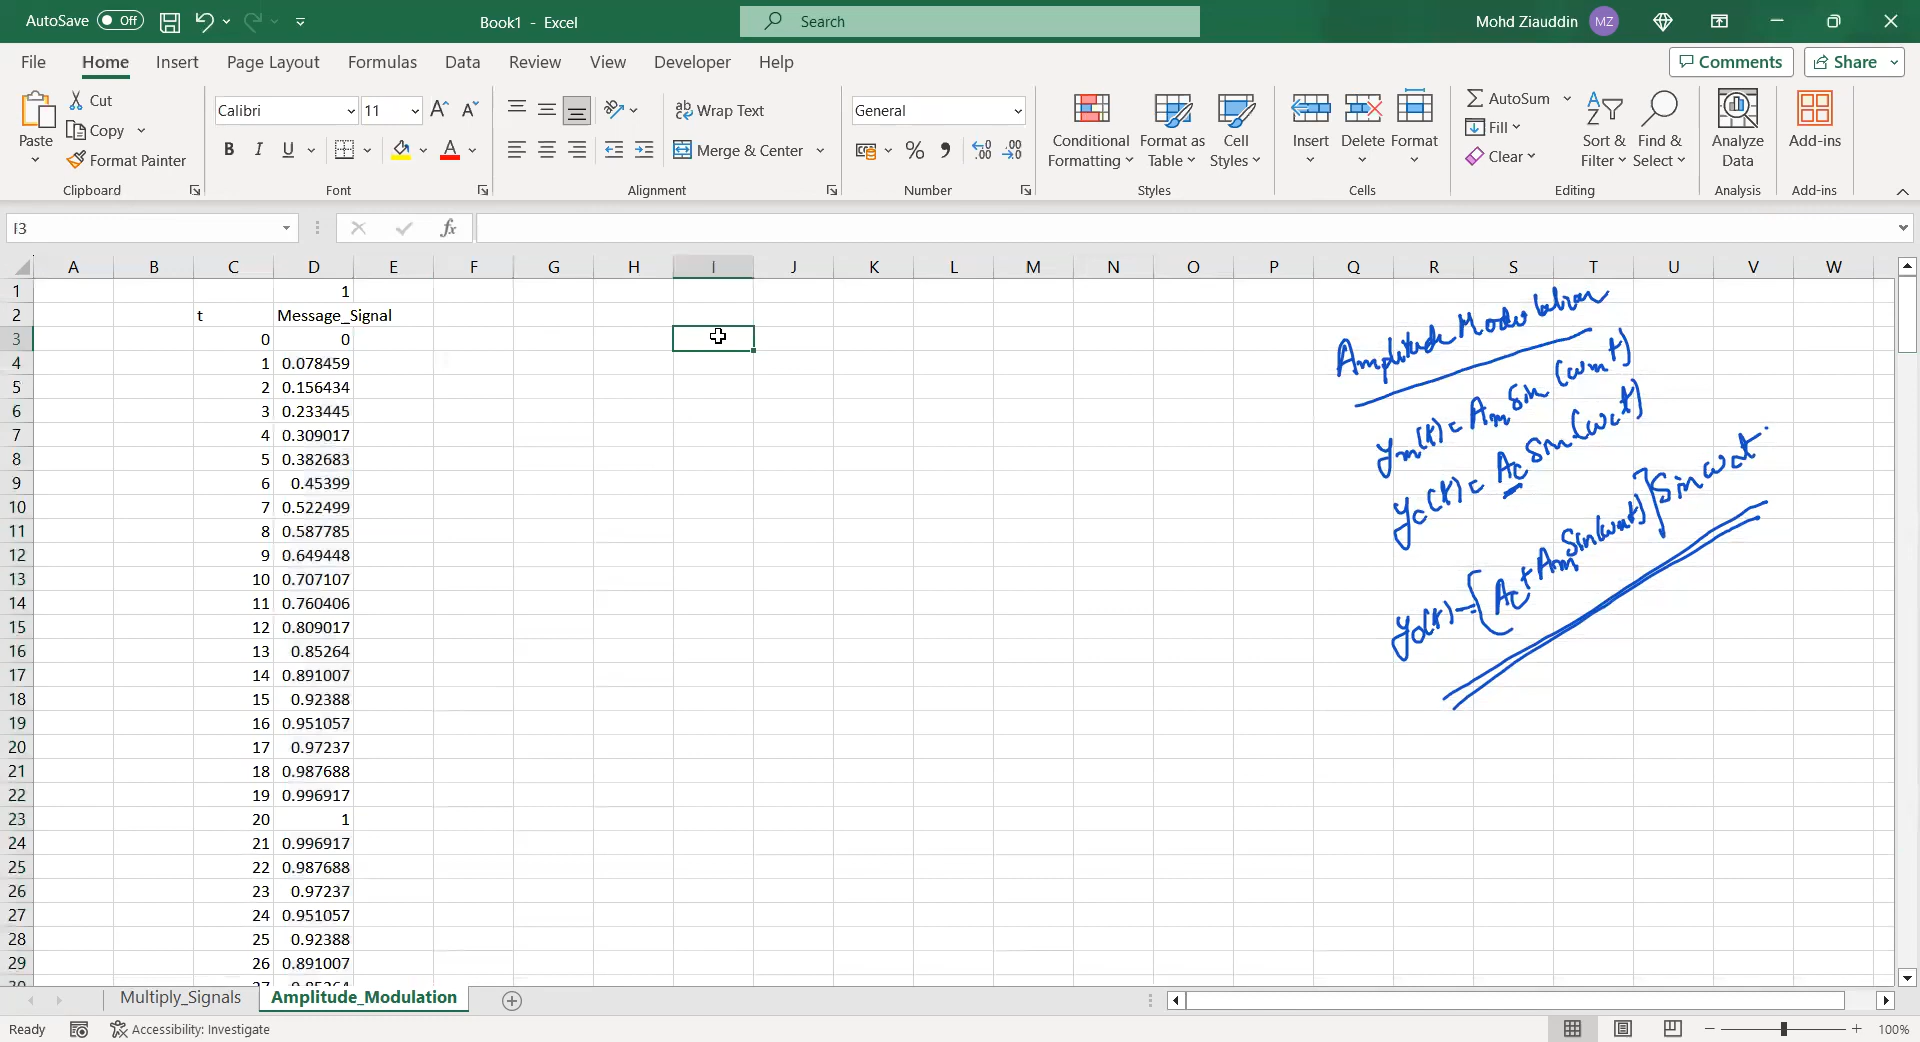 AutoSave Off Book1 - Excel Search Mohd Ziauddin MZ
File Home Insert Page Layout Formulas Data Review View Developer Help Comments Share
Paste Cut Copy Format Painter Clipboard
Calibri 11 B I U A Font
Wrap Text Merge & Center Alignment
General % Number
Conditional Formatting Format as Table Cell Styles Styles
Insert Delete Format Cells
AutoSum Fill Clear Sort & Filter Find & Select Editing
Analyze Data Analysis
Add-ins Add-ins
I3 fx
A B C D E F G H I J K L M N O P Q R S T U V W
1 1
2 t Message_Signal
3 0 0
4 1 0.078459
5 2 0.156434
6 3 0.233445
7 4 0.309017
8 5 0.382683
9 6 0.45399
10 7 0.522499
11 8 0.587785
12 9 0.649448
13 10 0.707107
14 11 0.760406
15 12 0.809017
16 13 0.85264
17 14 0.891007
18 15 0.92388
19 16 0.951057
20 17 0.97237
21 18 0.987688
22 19 0.996917
23 20 1
24 21 0.996917
25 22 0.987688
26 23 0.97237
27 24 0.951057
28 25 0.92388
29 26 0.891007
Amplitude Modulation
ym(t) = Am Sin (ωmt)
yc(t) = Ac Sin (ωct)
yo(t) = [Ac + Am Sin(ωmt)] Sin ωct
Multiply_Signals Amplitude_Modulation
Ready Accessibility: Investigate 100%